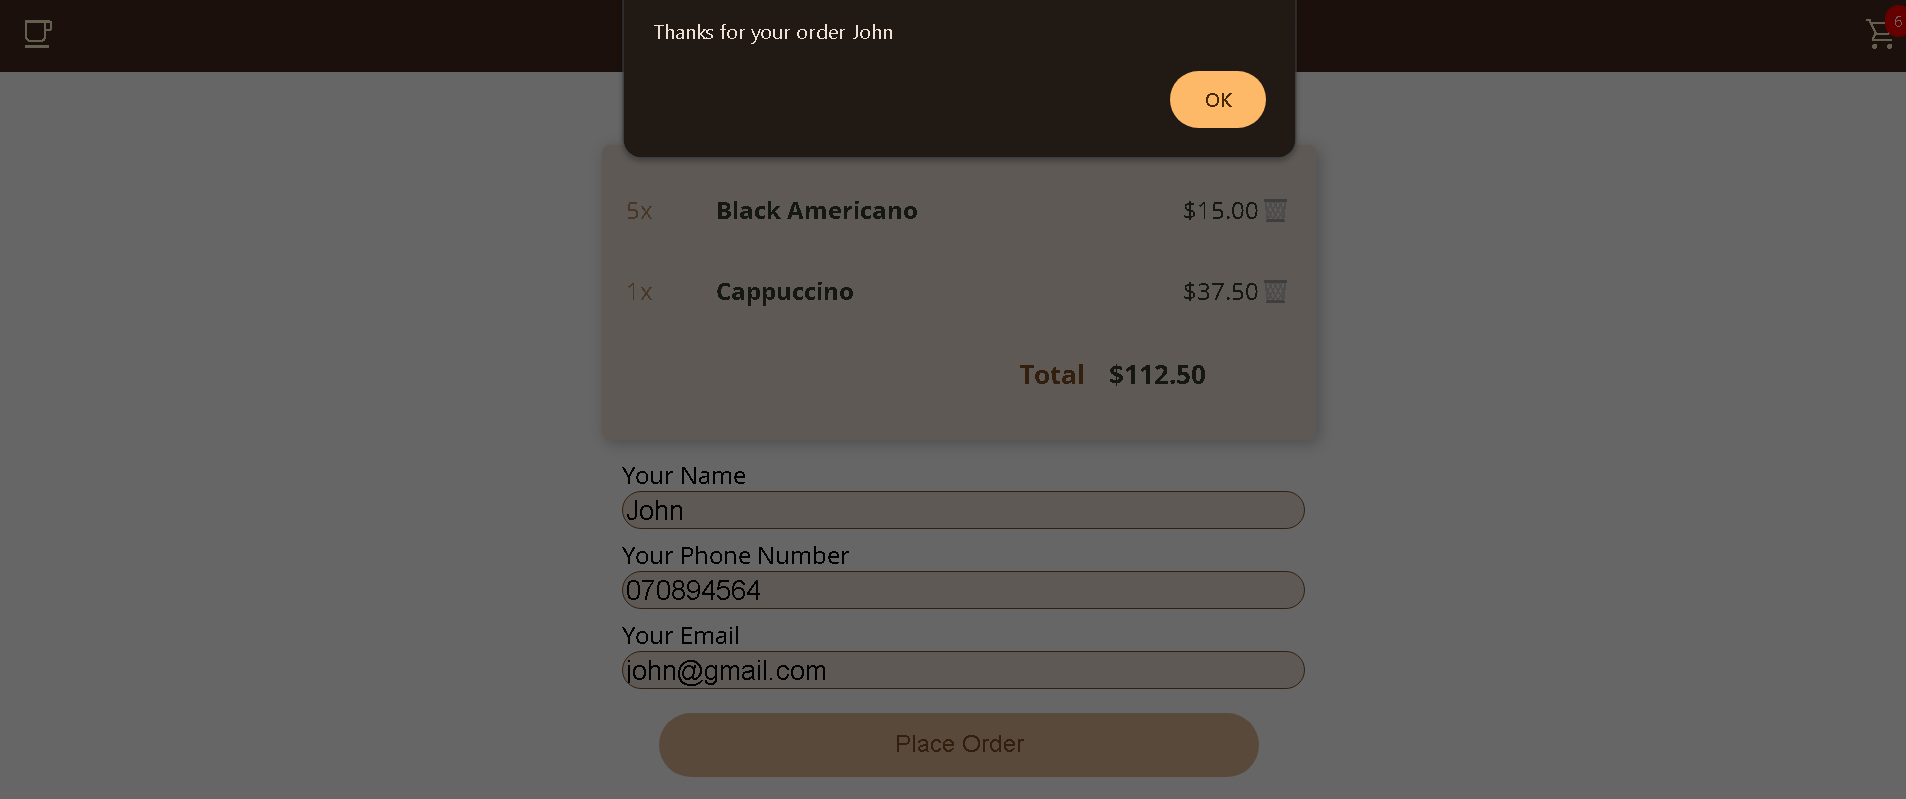 Thanks for your order John
6
OK
5x Black Americano $15.00
1x Cappuccino $37.50
Total $112.50
Your Name
John
Your Phone Number
070894564
Your Email
john@gmail.com
Place Order